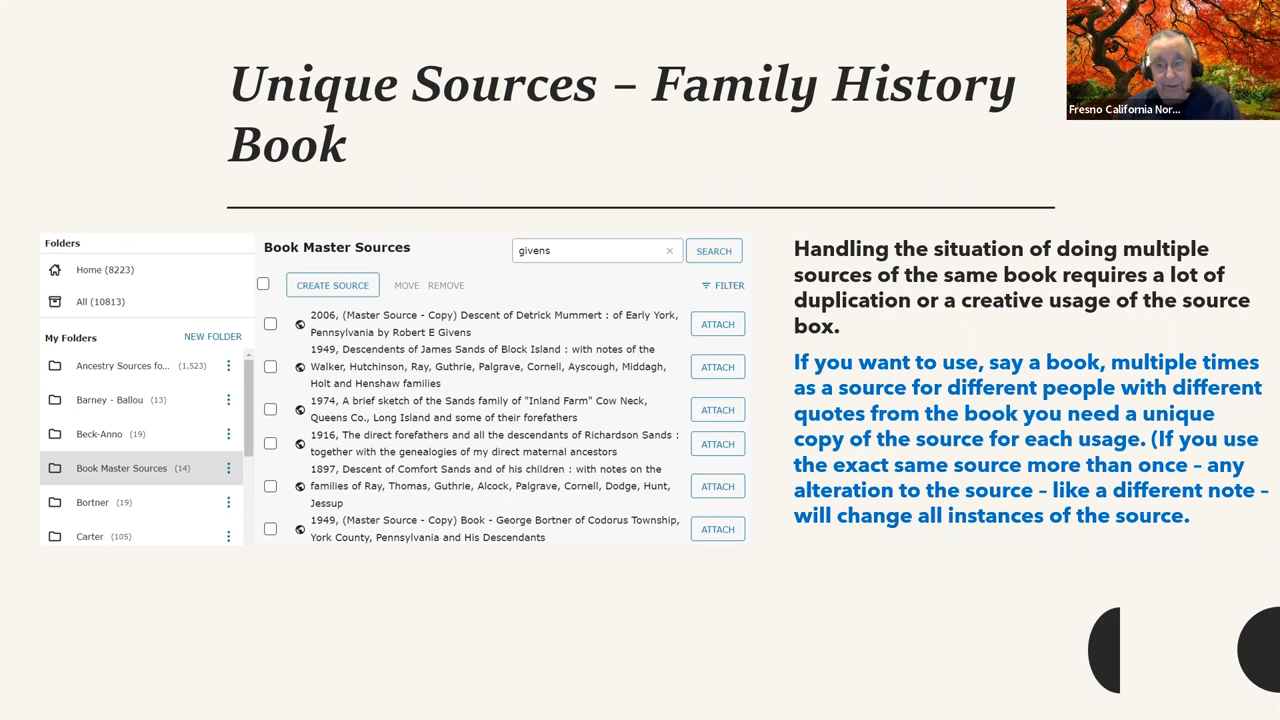 Unique Sources – Family History
Book
Fresno California Nor...
Folders
Home (8223)
All (10813)
My Folders
NEW FOLDER
Ancestry Sources fo... (1,523)
Barney - Ballou (13)
Beck-Anno (19)
Book Master Sources (14)
Bortner (19)
Carter (105)
Book Master Sources
givens
SEARCH
CREATE SOURCE
MOVE
REMOVE
FILTER
2006, (Master Source - Copy) Descent of Detrick Mummert : of Early York,
Pennsylvania by Robert E Givens
ATTACH
1949, Descendents of James Sands of Block Island : with notes of the
Walker, Hutchinson, Ray, Guthrie, Palgrave, Cornell, Ayscough, Middagh,
Holt and Henshaw families
ATTACH
1974, A brief sketch of the Sands family of "Inland Farm" Cow Neck,
Queens Co., Long Island and some of their forefathers
ATTACH
1916, The direct forefathers and all the descendants of Richardson Sands :
together with the genealogies of my direct maternal ancestors
ATTACH
1897, Descent of Comfort Sands and of his children : with notes on the
families of Ray, Thomas, Guthrie, Alcock, Palgrave, Cornell, Dodge, Hunt,
Jessup
ATTACH
1949, (Master Source - Copy) Book - George Bortner of Codorus Township,
York County, Pennsylvania and His Descendants
ATTACH
Handling the situation of doing multiple
sources of the same book requires a lot of
duplication or a creative usage of the source
box.
If you want to use, say a book, multiple times
as a source for different people with different
quotes from the book you need a unique
copy of the source for each usage. (If you use
the exact same source more than once – any
alteration to the source – like a different note –
will change all instances of the source.